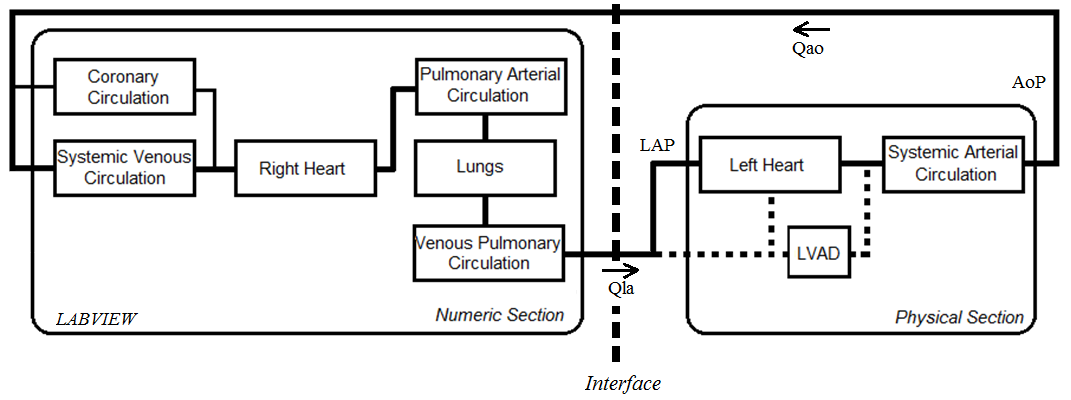 Qao
Coronary
Circulation
Pulmonary Arterial
Circulation
AoP
Systemic Venous
Circulation
Right Heart
Lungs
LAP
Left Heart
Systemic Arterial
Circulation
Venous Pulmonary
Circulation
LVAD
Qla
LABVIEW
Numeric Section
Physical Section
Interface